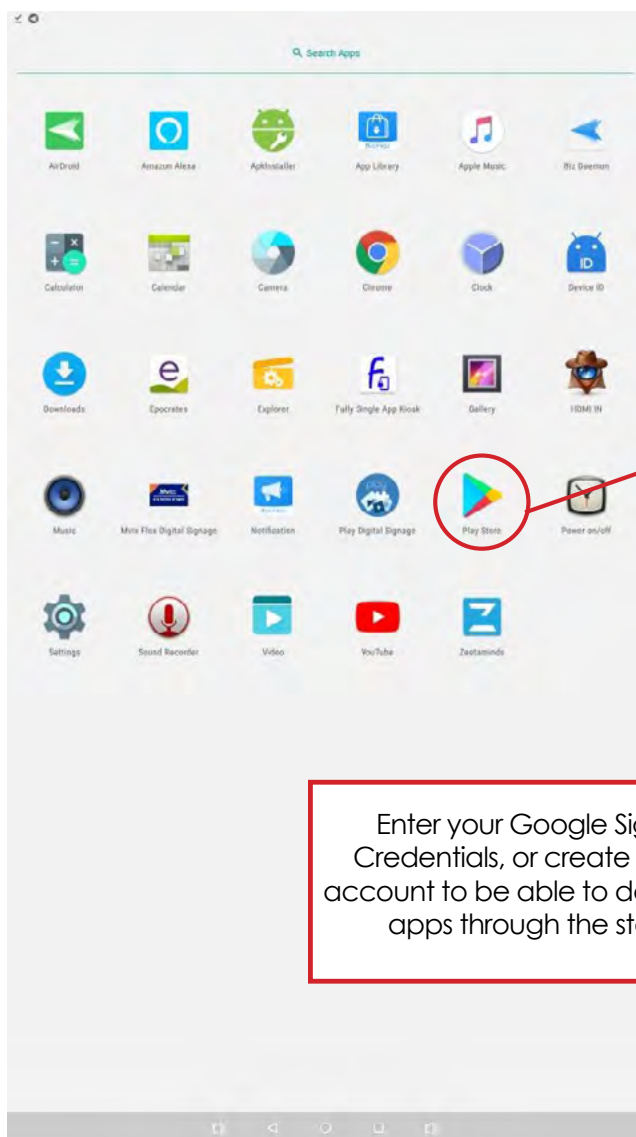 Search Apps
AirDroid Amazon Alexa ApkInstaller App Library Apple Music Biz Daemon
Calculator Calendar Camera Chrome Clock Device ID
ID
Downloads Epocrates Explorer Fully Single App Kiosk Gallery HDMI IN
Music Mvix Flex Digital Signage Notification Play Digital Signage Play Store Power on/off
Settings Sound Recorder Video YouTube Zeetaminds
Enter your Google Sig
Credentials, or create
account to be able to d
apps through the st